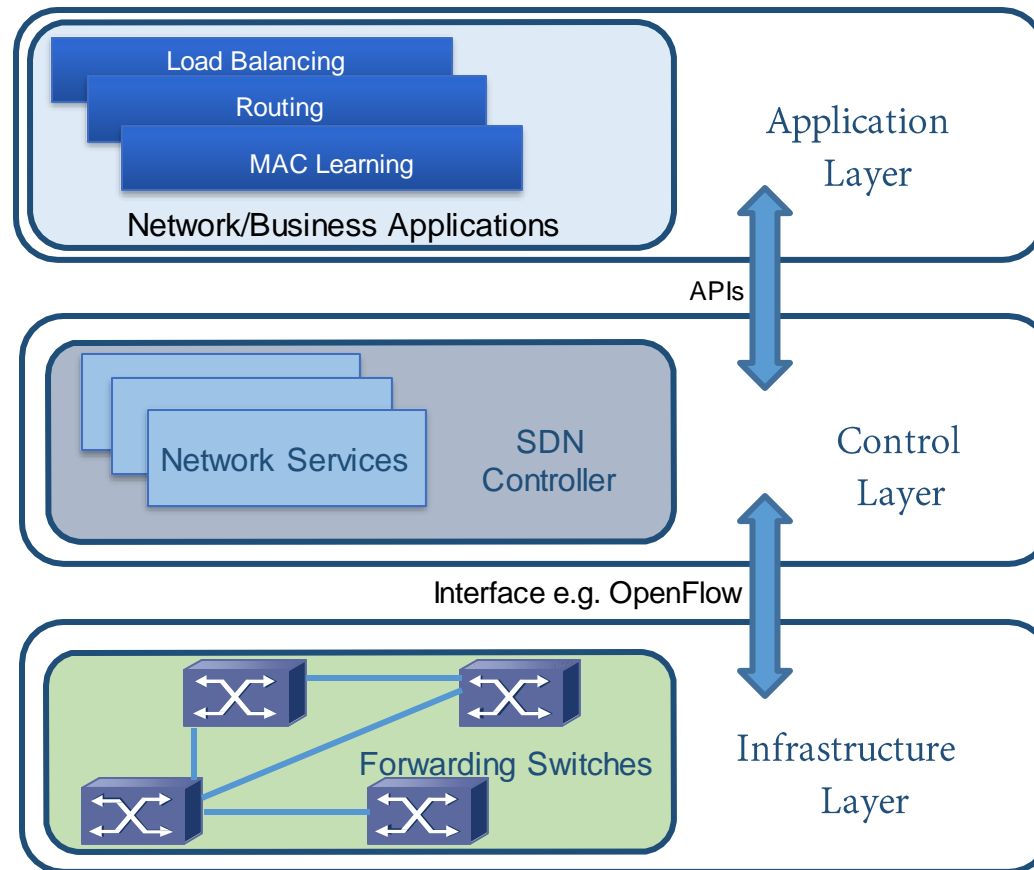 Load Balancing
Routing
MAC Learning
Network/Business Applications
Application
Layer
APIs
Network Services
SDN
Controller
Control
Layer
Interface e.g. OpenFlow
Forwarding Switches
Infrastructure
Layer